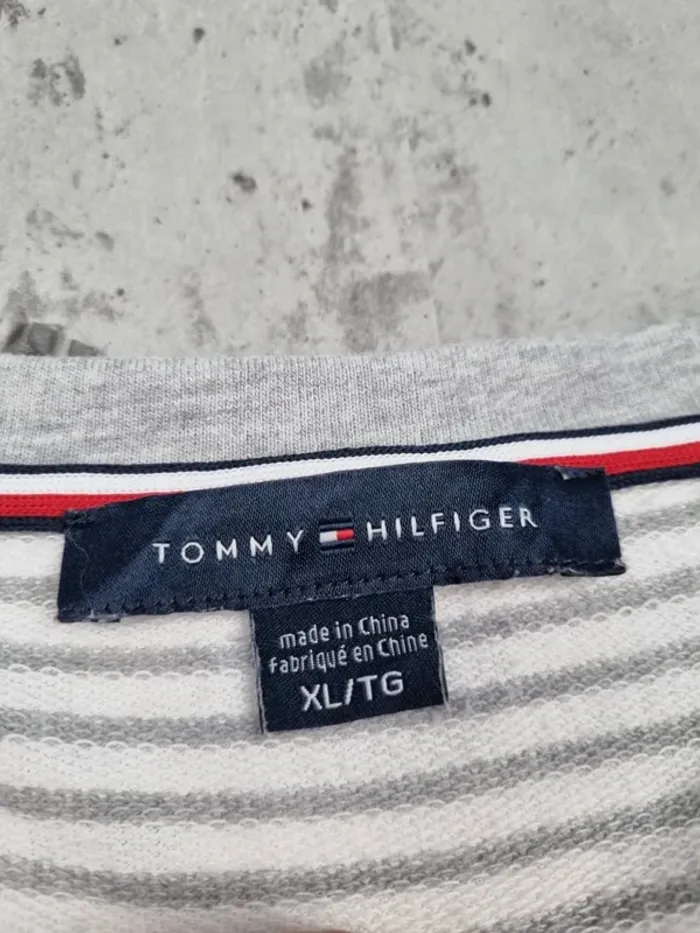 TOMMY HILFIGER
made in China
fabriqué en Chine
XL/TG